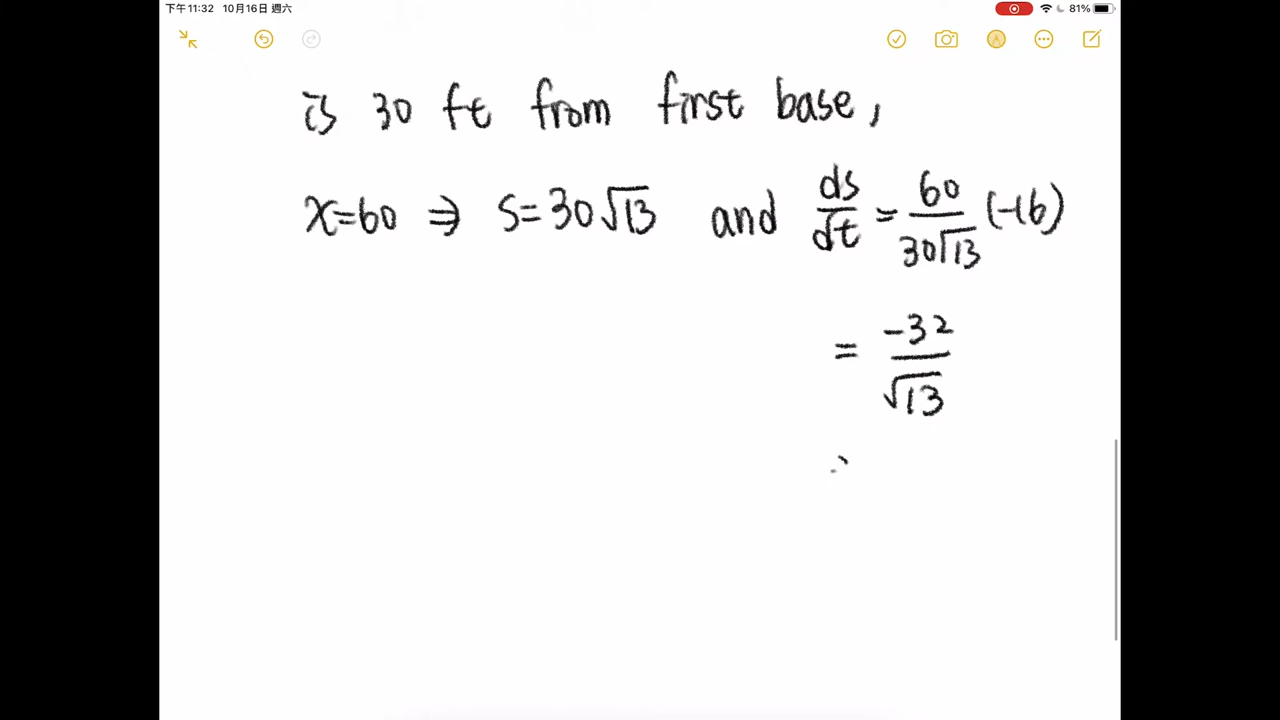 下午11:32 10月16日 週六 81%
is 30 ft from first base,
x=60 ⇒ S=30√13 and ds/dt = 60/30√13 (-16)
= -32/√13